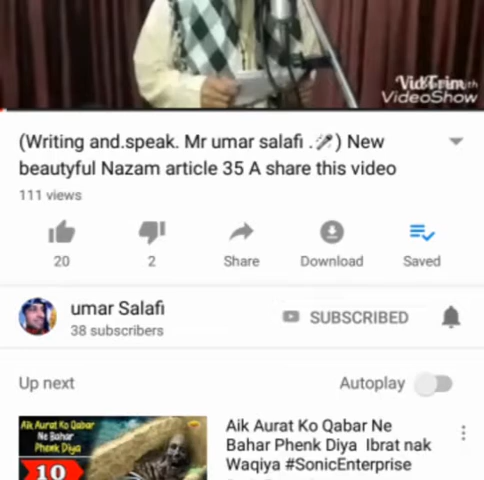 VidTrim
VideoShow
(Writing and.speak. Mr umar salafi .🎤) New
beautyful Nazam article 35 A share this video
111 views
20
2
Share
Download
Saved
umar Salafi
38 subscribers
SUBSCRIBED
Up next
Autoplay
Aik Aurat Ko Qabar
Ne Bahar
Phenk Diya
10
Aik Aurat Ko Qabar Ne
Bahar Phenk Diya Ibrat nak
Waqiya #SonicEnterprise